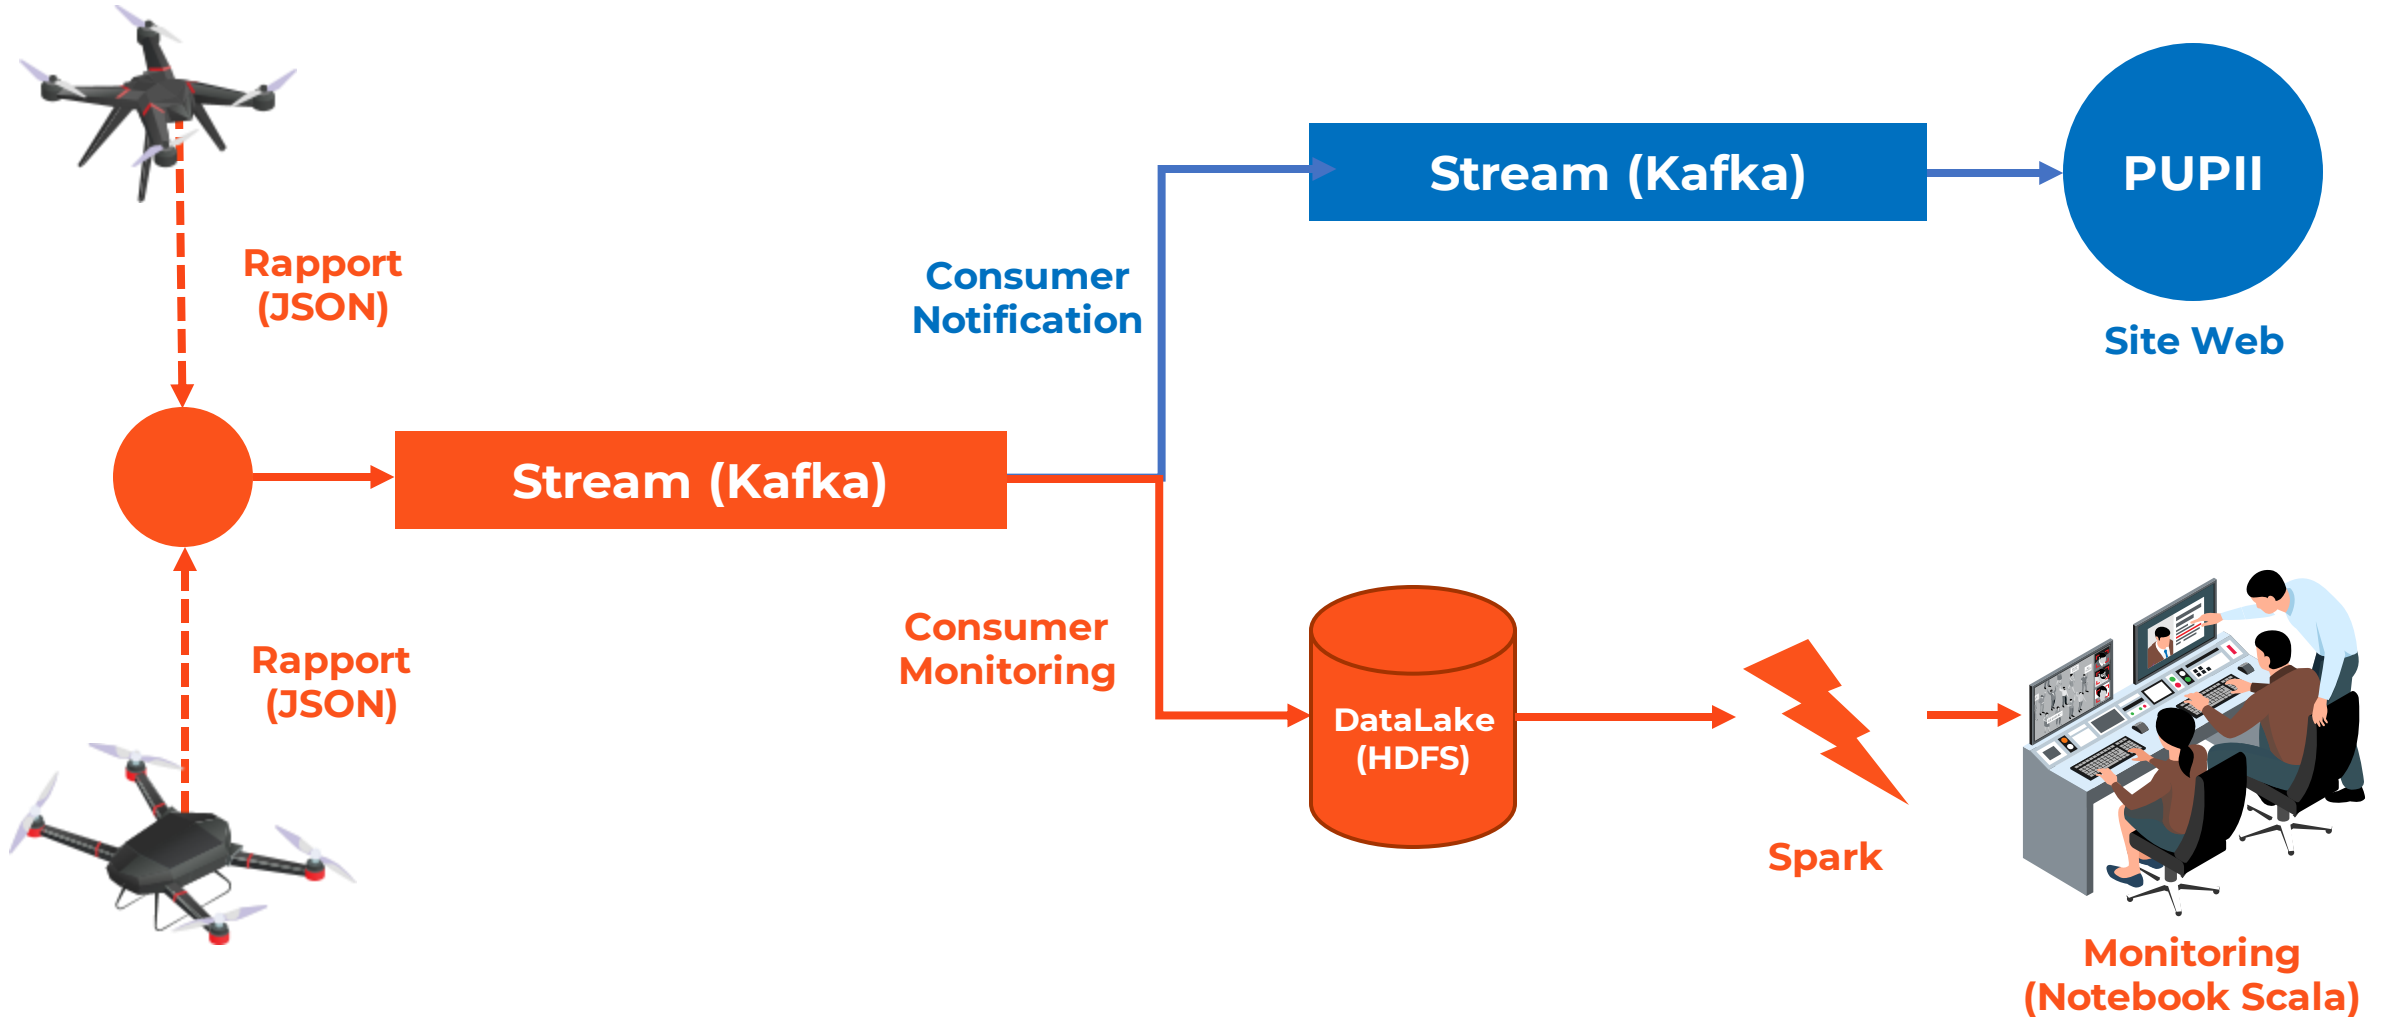 Rapport
(JSON)
Stream (Kafka)
Rapport
(JSON)
Consumer
Notification
Stream (Kafka)
PUPII
Site Web
Consumer
Monitoring
DataLake
(HDFS)
Spark
Monitoring
(Notebook Scala)